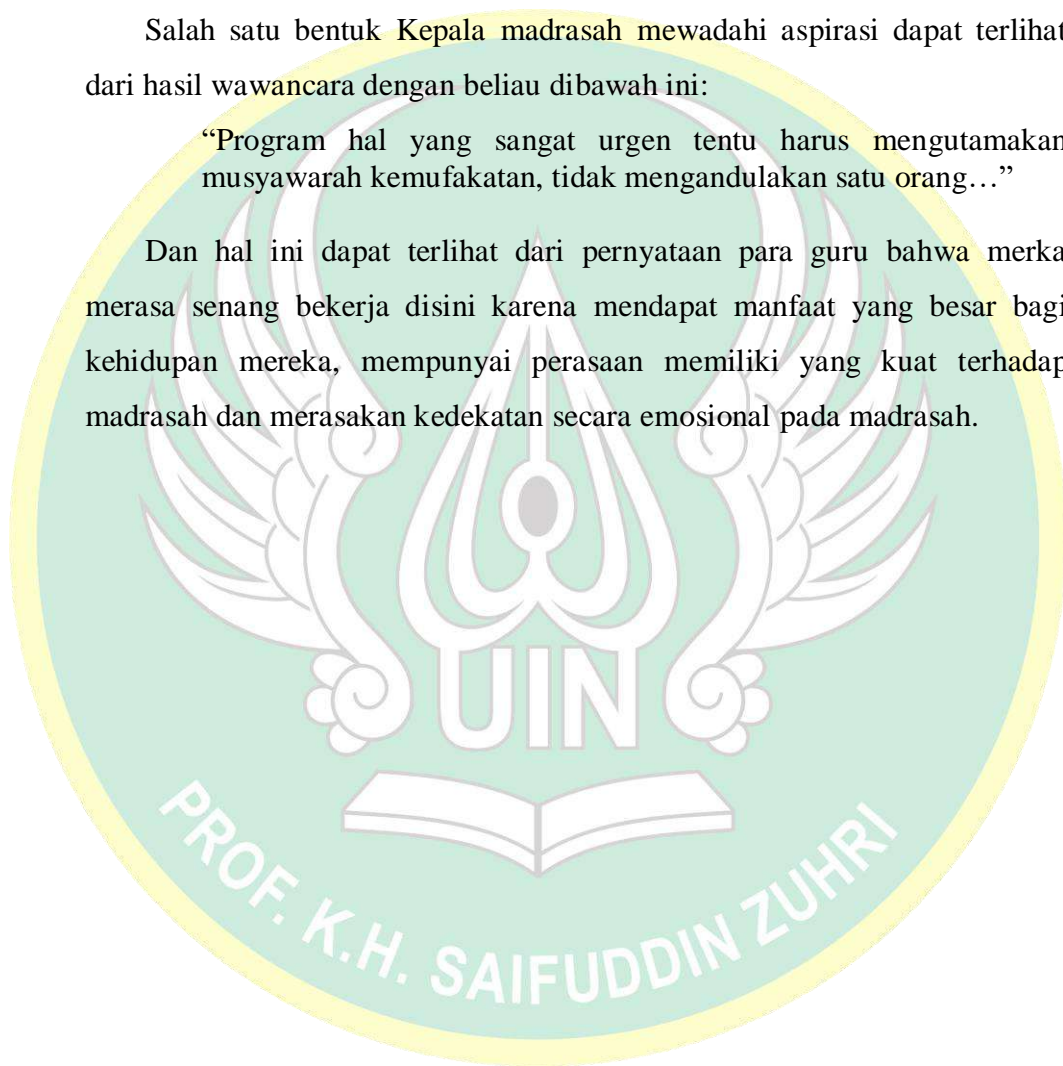 Salah satu bentuk Kepala madrasah mewadahi aspirasi dapat terlihat
dari hasil wawancara dengan beliau dibawah ini:
“Program hal yang sangat urgen tentu harus mengutamakan
musyawarah kemufakatan, tidak mengandulakan satu orang…”
Dan hal ini dapat terlihat dari pernyataan para guru bahwa merka
merasa senang bekerja disini karena mendapat manfaat yang besar bagi
kehidupan mereka, mempunyai perasaan memiliki yang kuat terhadap
madrasah dan merasakan kedekatan secara emosional pada madrasah.
UIN
PROF. K.H. SAIFUDDIN ZUHRI